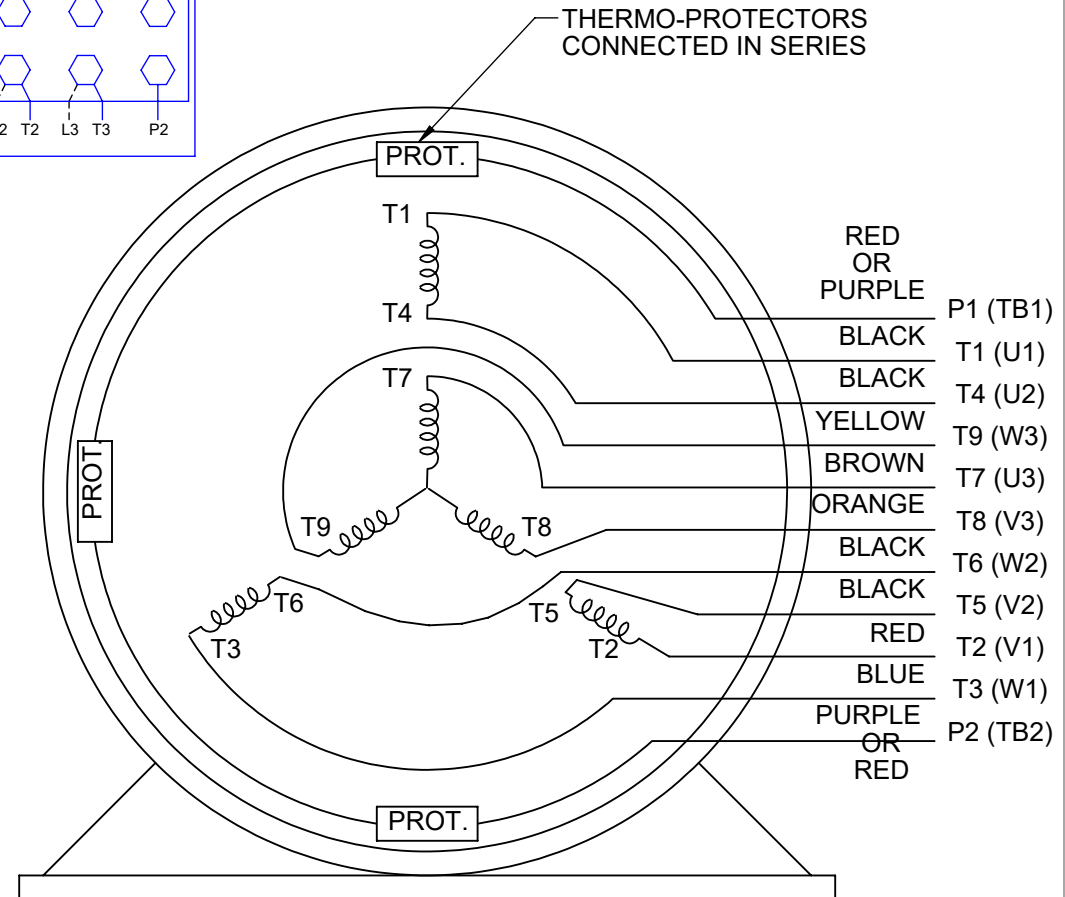 THERMO-PROTECTORS
CONNECTED IN SERIES
2 T2 L3 T3 P2
PROT.
T1
T4
T7
T9
T8
T6
T3
T5
T2
PROT.
PROT.
RED
OR
PURPLE
P1 (TB1)
BLACK
T1 (U1)
BLACK
T4 (U2)
YELLOW
T9 (W3)
BROWN
T7 (U3)
ORANGE
T8 (V3)
BLACK
T6 (W2)
BLACK
T5 (V2)
RED
T2 (V1)
BLUE
T3 (W1)
PURPLE
OR
RED
P2 (TB2)